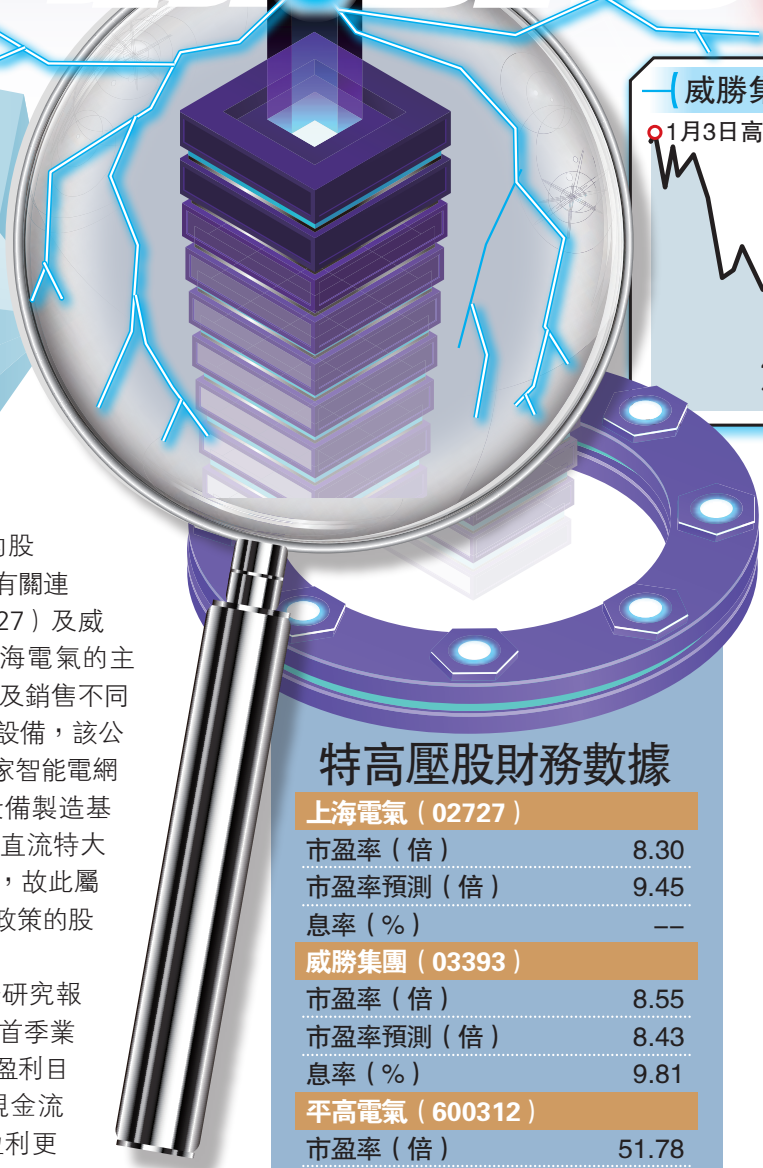 威勝集
1月3日高
股
有關連
27）及威
海電氣的主
及銷售不同
設備，該公
家智能電網
備製造基
直流特大
，故此屬
政策的股
研究報
首季業
盈利目
現金流
盈利更
特高壓股財務數據
上海電氣（02727）
市盈率（倍） 8.30
市盈率預測（倍） 9.45
息率（%） --
威勝集團（03393）
市盈率（倍） 8.55
市盈率預測（倍） 8.43
息率（%） 9.81
平高電氣（600312）
市盈率（倍） 51.78